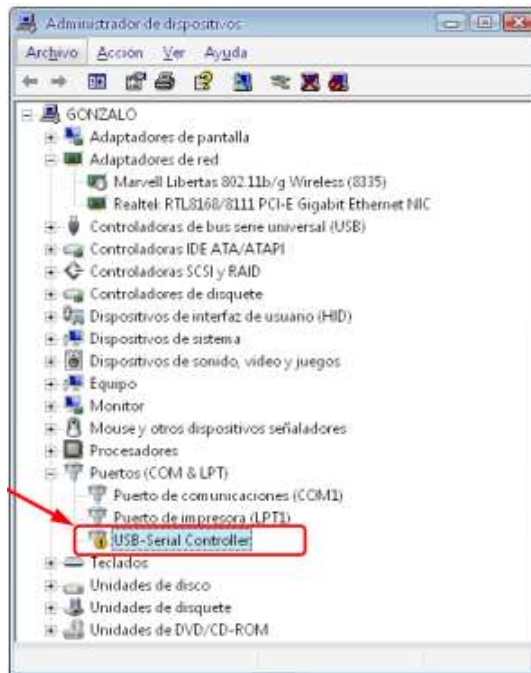 Administrador de dispositivos
Archivo Acción Ver Ayuda
GONZALO
Adaptadores de pantalla
Adaptadores de red
Marvell Libertas 802.11b/g Wireless (8335)
Realtek RTL8168/8111 PCI-E Gigabit Ethernet NIC
Controladoras de bus serie universal (USB)
Controladoras IDE ATA/ATAPI
Controladoras SCSI y RAID
Controladores de disquete
Dispositivos de interfaz de usuario (HID)
Dispositivos de sistema
Dispositivos de sonido, vídeo y juegos
Equipo
Monitor
Mouse y otros dispositivos señaladores
Procesadores
Puertos (COM & LPT)
Puerto de comunicaciones (COM1)
Puerto de impresora (LPT1)
USB-Serial Controller
Teclados
Unidades de disco
Unidades de disquete
Unidades de DVD/CD-ROM